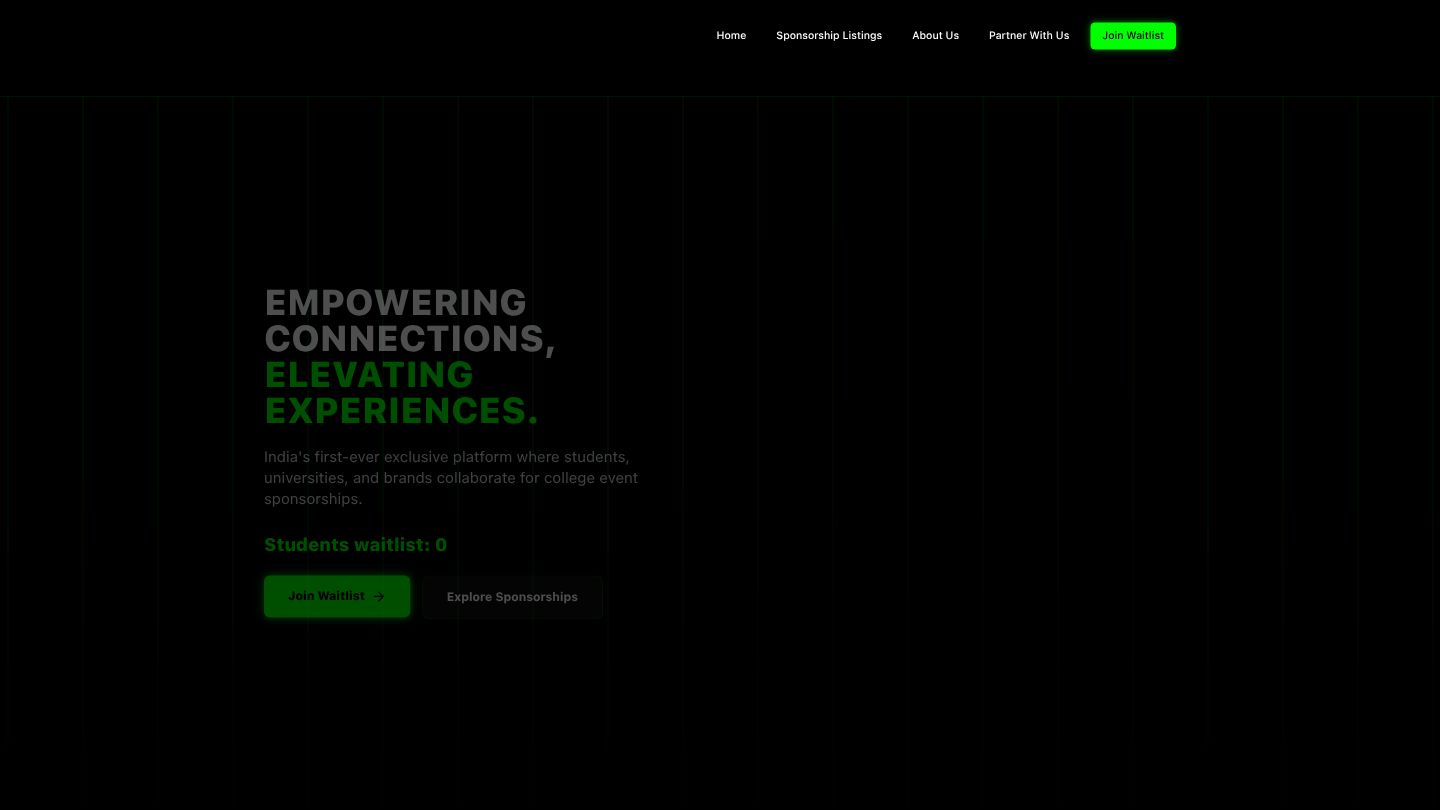 Home
Sponsorship Listings
About Us
Partner With Us
Join Waitlist
EMPOWERING
CONNECTIONS,
ELEVATING
EXPERIENCES.
India's first-ever exclusive platform where students,
universities, and brands collaborate for college event
sponsorships.
Students waitlist: 0
Join Waitlist →
Explore Sponsorships